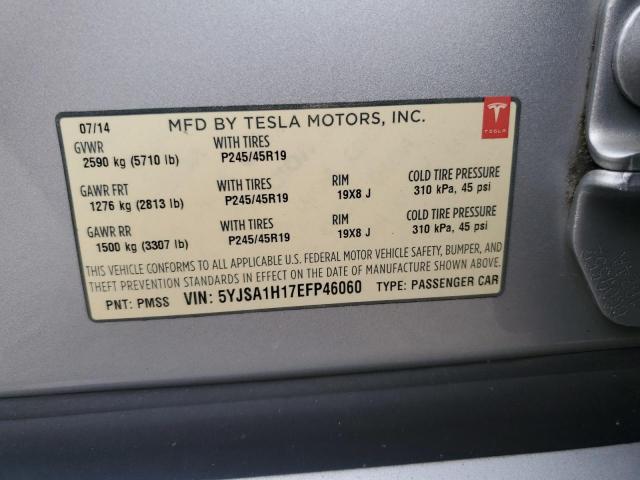 07/14 MFD BY TESLA MOTORS, INC.
TESLA
GVWR WITH TIRES
2590 kg (5710 lb) P245/45R19
GAWR FRT WITH TIRES RIM COLD TIRE PRESSURE
1276 kg (2813 lb) P245/45R19 19X8 J 310 kPa, 45 psi
GAWR RR WITH TIRES RIM COLD TIRE PRESSURE
1500 kg (3307 lb) P245/45R19 19X8 J 310 kPa, 45 psi
THIS VEHICLE CONFORMS TO ALL APPLICABLE U.S. FEDERAL MOTOR VEHICLE SAFETY, BUMPER, AND
THEFT PREVENTION STANDARDS IN EFFECT ON THE DATE OF MANUFACTURE SHOWN ABOVE.
PNT: PMSS VIN: 5YJSA1H17EFP46060 TYPE: PASSENGER CAR